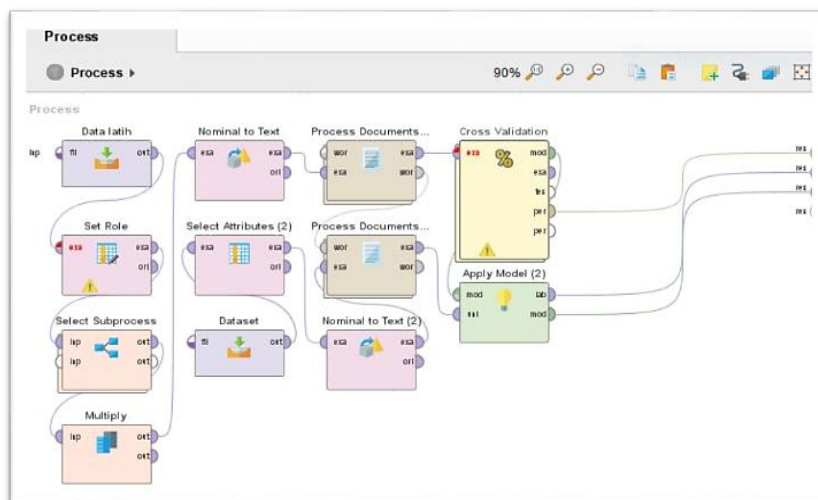 Process
Process
90%
Process
inp
Data latih
fil
out
Nominal to Text
exa
exa
ori
Process Documents...
wor
exa
exa
wor
Cross Validation
exa
mod
exa
tes
per
per
res
res
res
res
Set Role
exa
exa
ori
Select Attributes (2)
exa
exa
ori
Process Documents...
wor
exa
exa
wor
Apply Model (2)
mod
lab
unl
mod
Select Subprocess
inp
out
inp
out
Dataset
fil
out
Nominal to Text (2)
exa
exa
ori
Multiply
inp
out
out